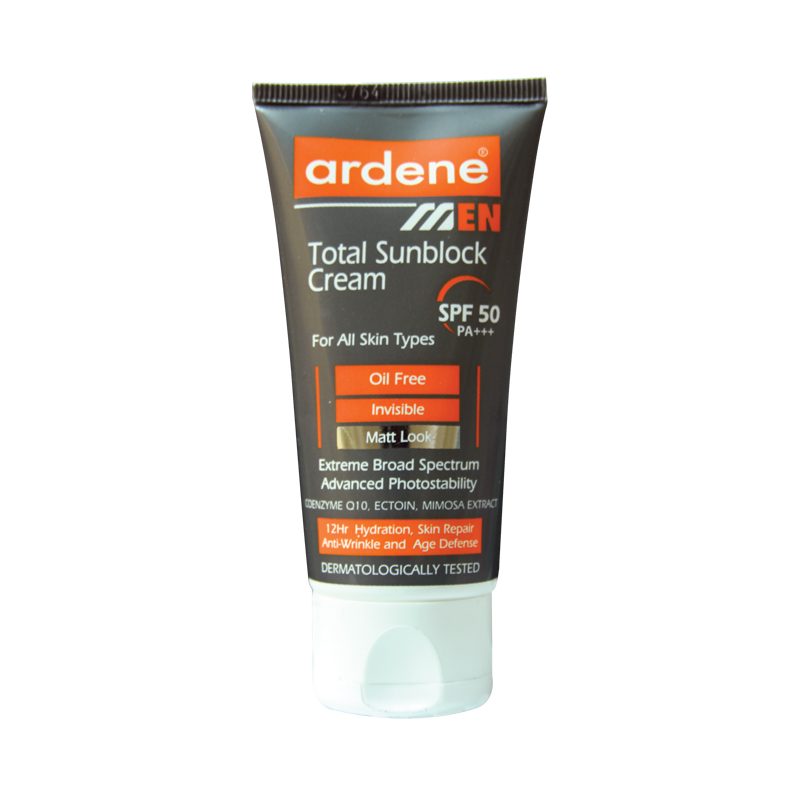 3764
ardene®
MEN
Total Sunblock
Cream
SPF 50
PA+++
For All Skin Types
Oil Free
Invisible
Matt Look
Extreme Broad Spectrum
Advanced Photostability
COENZYME Q10, ECTOIN, MIMOSA EXTRACT
12Hr Hydration, Skin Repair
Anti-Wrinkle and Age Defense
DERMATOLOGICALLY TESTED